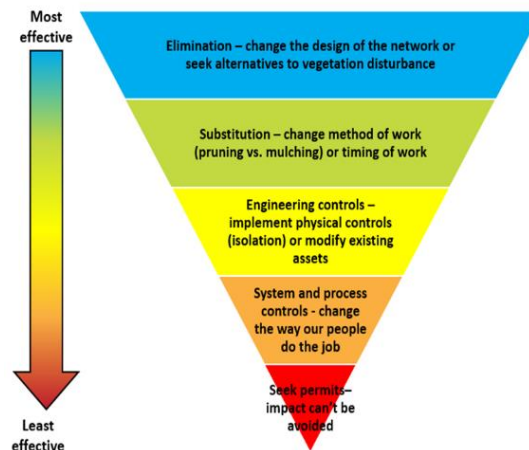 Most
effective
Elimination – change the design of the network or
seek alternatives to vegetation disturbance
Substitution – change method of work
(pruning vs. mulching) or timing of work
Engineering controls –
implement physical controls
(isolation) or modify existing
assets
System and process
controls - change
the way our people
do the job
Seek permits–
impact can't be
avoided
Least
effective